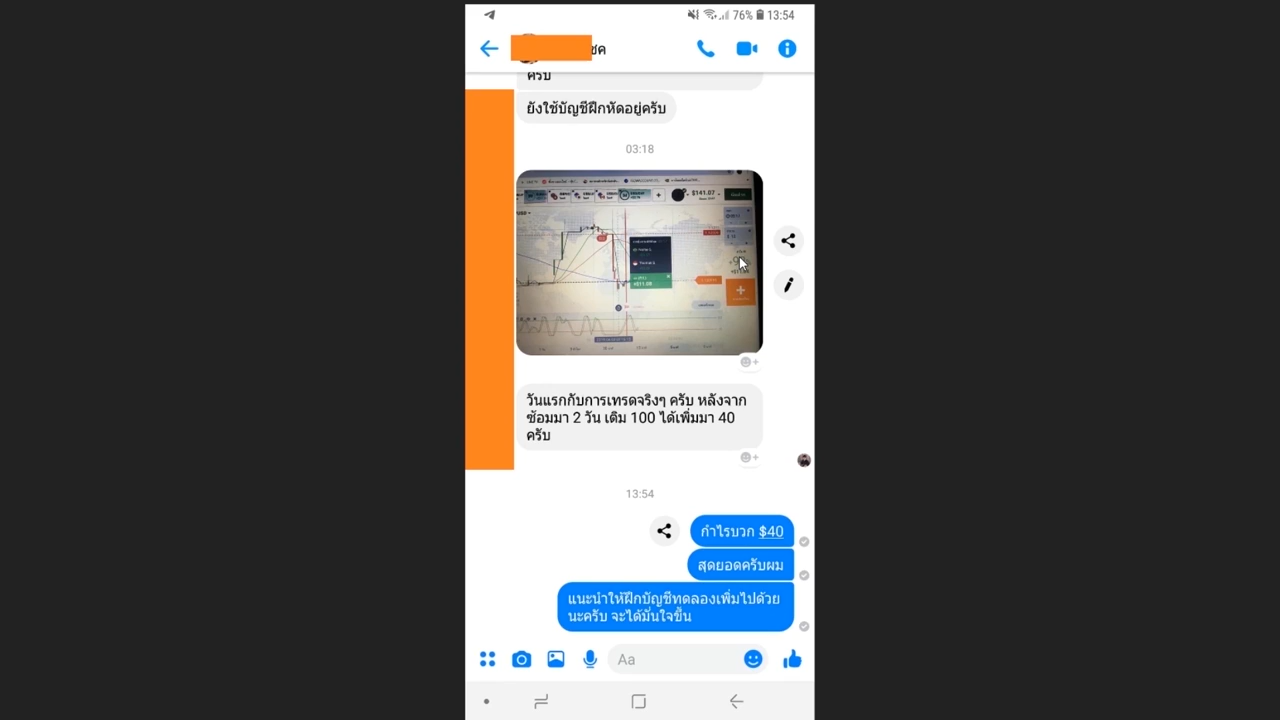 76% 13:54
ชค
ครับ
ยังใช้บัญชีฝึกหัดอยู่ครับ
03:18
$141.07
วันแรกกับการเทรดจริงๆ ครับ หลังจาก
ซ้อมมา 2 วัน เดิม 100 ได้เพิ่มมา 40
ครับ
13:54
กำไรบวก $40
สุดยอดครับผม
แนะนำให้ฝึกบัญชีทดลองเพิ่มไปด้วย
นะครับ จะได้มั่นใจขึ้น
Aa